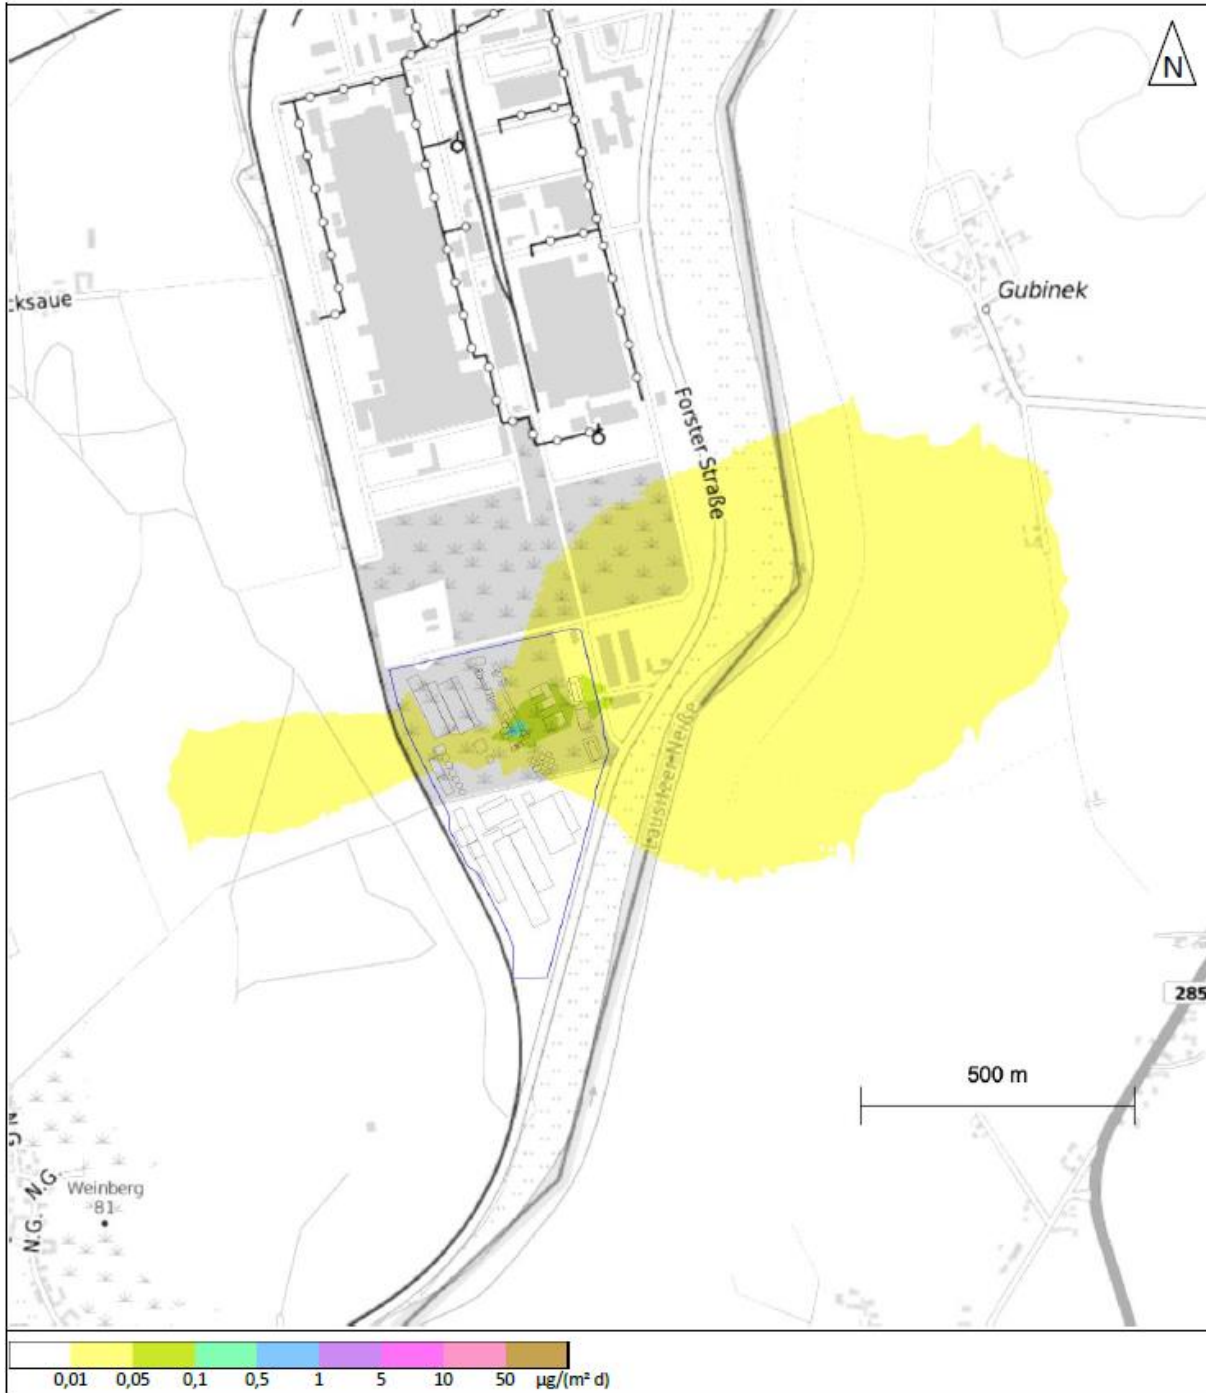 N
cksaue
Gubinek
Forster Straße
Lausitzer Neiße
285
500 m
N.G.
N.G.
Weinberg
81
0,01 0,05 0,1 0,5 1 5 10 50 µg/(m² d)